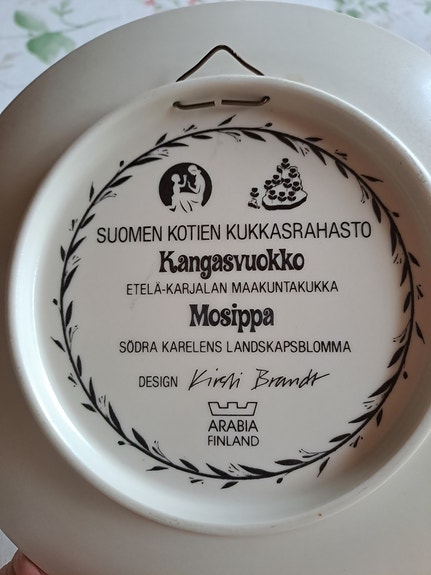 SUOMEN KOTIEN KUKKASRAHASTO
Kangasvuokko
ETELÄ-KARJALAN MAAKUNTAKUKKA
Mosippa
SÖDRA KARELENS LANDSKAPSBLOMMA
DESIGN Kirsti Brandt
ARABIA
FINLAND